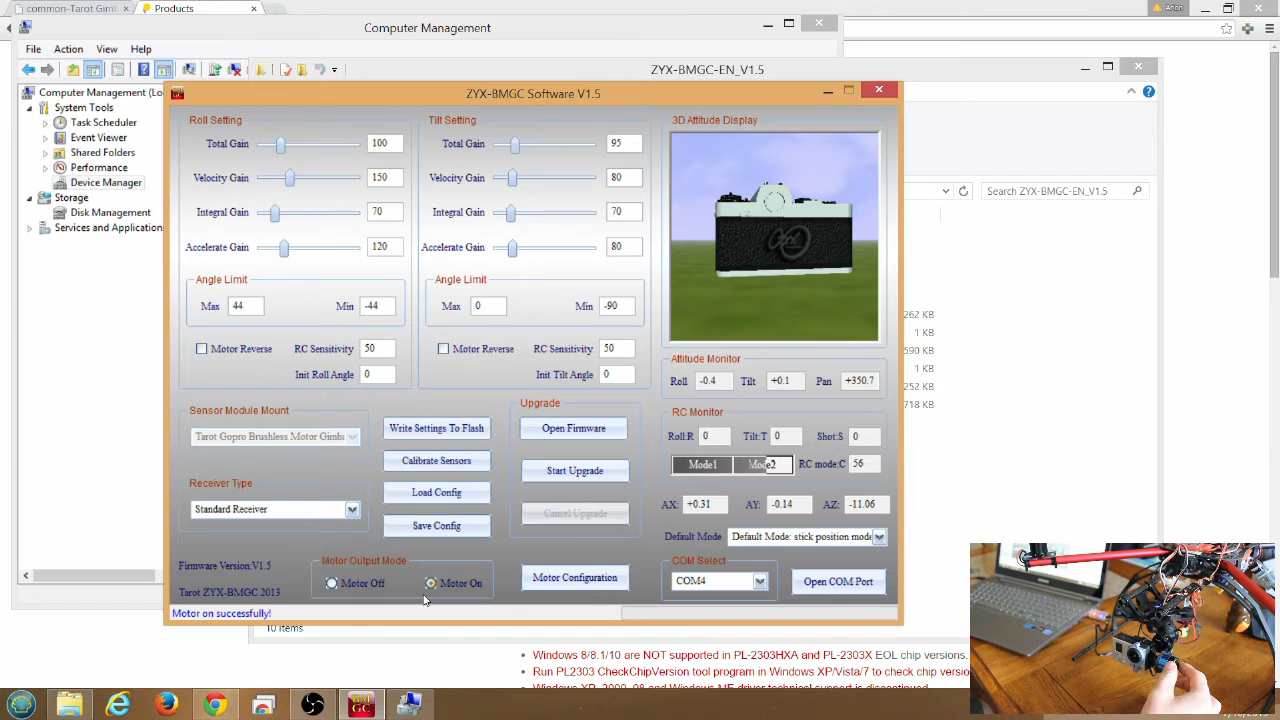 common-Tarot Gim
Products
Anon
Computer Management
File Action View Help
ZYX-BMGC-EN_V1.5
Computer Management (Lo
System Tools
Task Scheduler
Event Viewer
Shared Folders
Performance
Device Manager
Storage
Disk Management
Services and Application
Search ZYX-BMGC-EN_V1.5
262 KB
1 KB
590 KB
1 KB
252 KB
718 KB
ZYX-BMGC Software V1.5
Roll Setting
Total Gain 100
Velocity Gain 150
Integral Gain 70
Accelerate Gain 120
Angle Limit
Max 44 Min -44
Motor Reverse RC Sensitivity 50
Init Roll Angle 0
Tilt Setting
Total Gain 95
Velocity Gain 80
Integral Gain 70
Accelerate Gain 80
Angle Limit
Max 0 Min -90
Motor Reverse RC Sensitivity 50
Init Tilt Angle 0
3D Attitude Display
Attitude Monitor
Roll -0.4 Tilt +0.1 Pan +350.7
RC Monitor
Roll:R 0 Tilt:T 0 Shot:S 0
Mode1 Mode2 RC mode:C 56
AX: +0.31 AY: -0.14 AZ: -11.06
Default Mode Default Mode: stick position mode
COM Select
COM4 Open COM Port
Sensor Module Mount
Tarot Gopro Brushless Motor Gimb
Receiver Type
Standard Receiver
Write Settings To Flash
Calibrate Sensors
Load Config
Save Config
Upgrade
Open Firmware
Start Upgrade
Cancel Upgrade
Firmware Version:V1.5
Tarot ZYX-BMGC 2013
Motor Output Mode
Motor Off Motor On
Motor Configuration
Motor on successfully!
10 items
Windows 8/8.1/10 are NOT supported in PL-2303HXA and PL-2303X EOL chip versions.
Run PL2303 CheckChipVersion tool program in Windows XP/Vista/7 to check chip versio
BM
GC